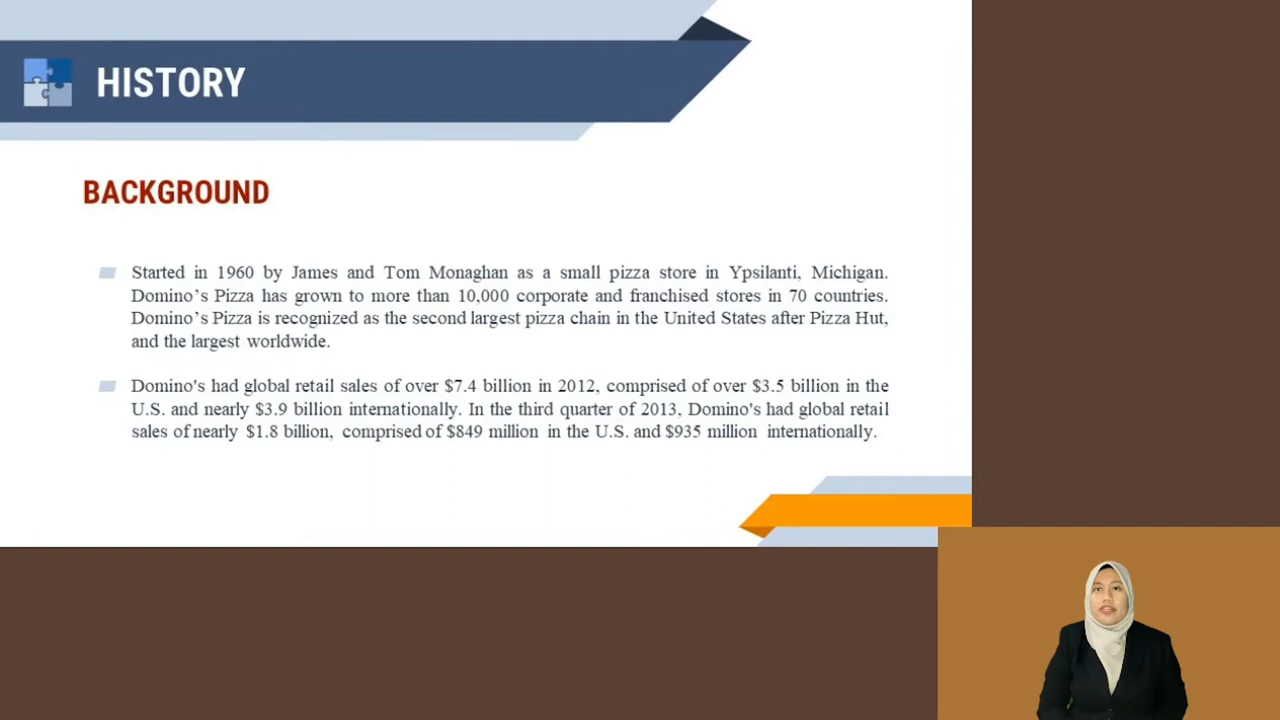 HISTORY
BACKGROUND
Started in 1960 by James and Tom Monaghan as a small pizza store in Ypsilanti, Michigan.
Domino’s Pizza has grown to more than 10,000 corporate and franchised stores in 70 countries.
Domino’s Pizza is recognized as the second largest pizza chain in the United States after Pizza Hut,
and the largest worldwide.
Domino's had global retail sales of over $7.4 billion in 2012, comprised of over $3.5 billion in the
U.S. and nearly $3.9 billion internationally. In the third quarter of 2013, Domino's had global retail
sales of nearly $1.8 billion, comprised of $849 million in the U.S. and $935 million internationally.